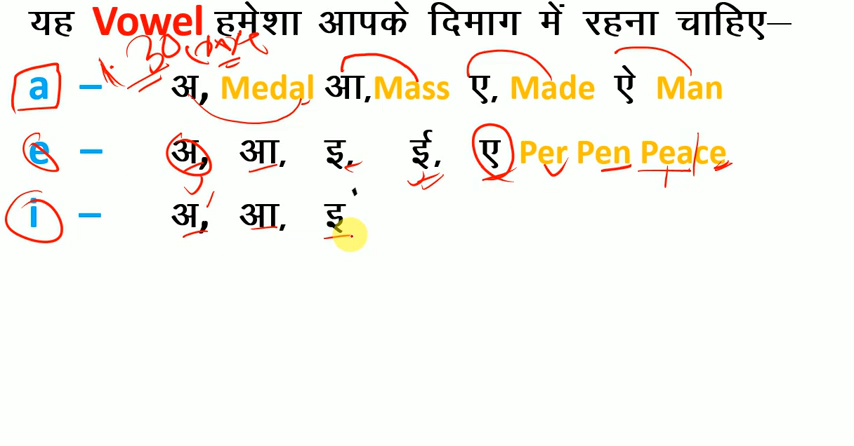 यह Vowel हमेशा आपके दिमाग में रहना चाहिए–
a – अ, Medal आ, Mass ए, Made ऐ Man
e – अ, आ, इ, ई, ए Per Pen Peace
i – अ, आ, इ